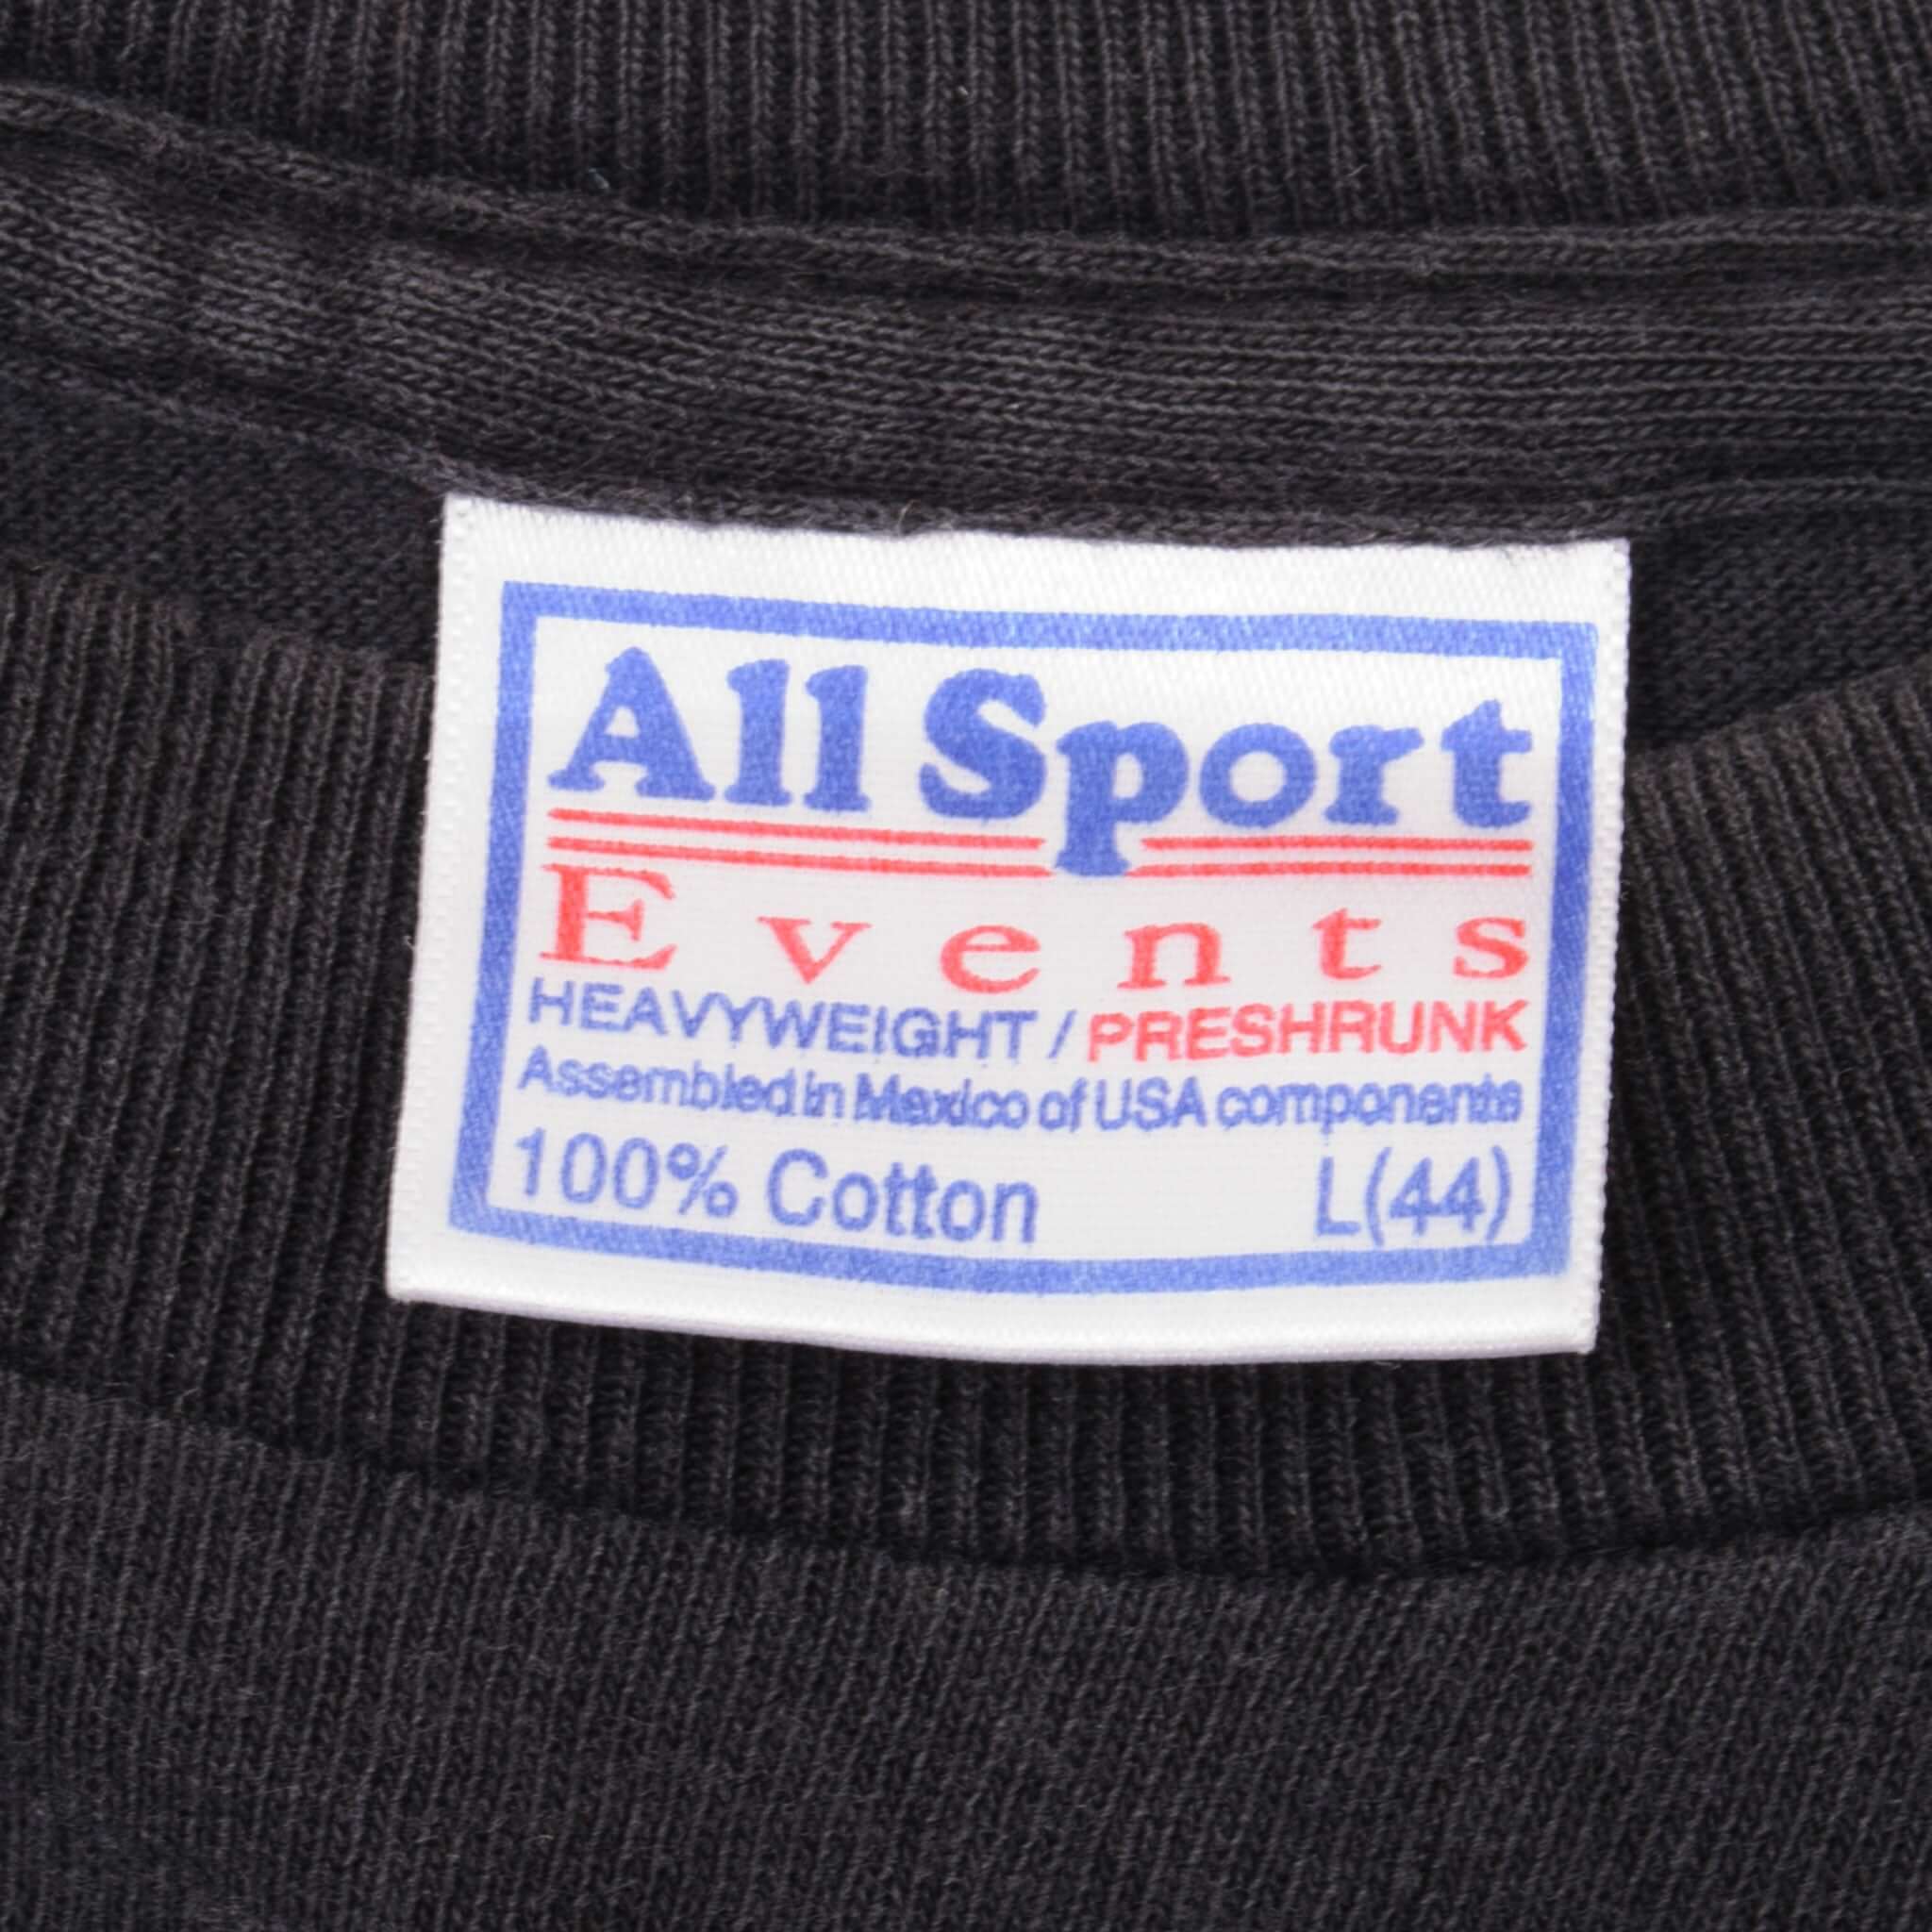 All Sport
Events
HEAVYWEIGHT / PRESHRUNK
Assembled in Mexico of USA components
100% Cotton L(44)